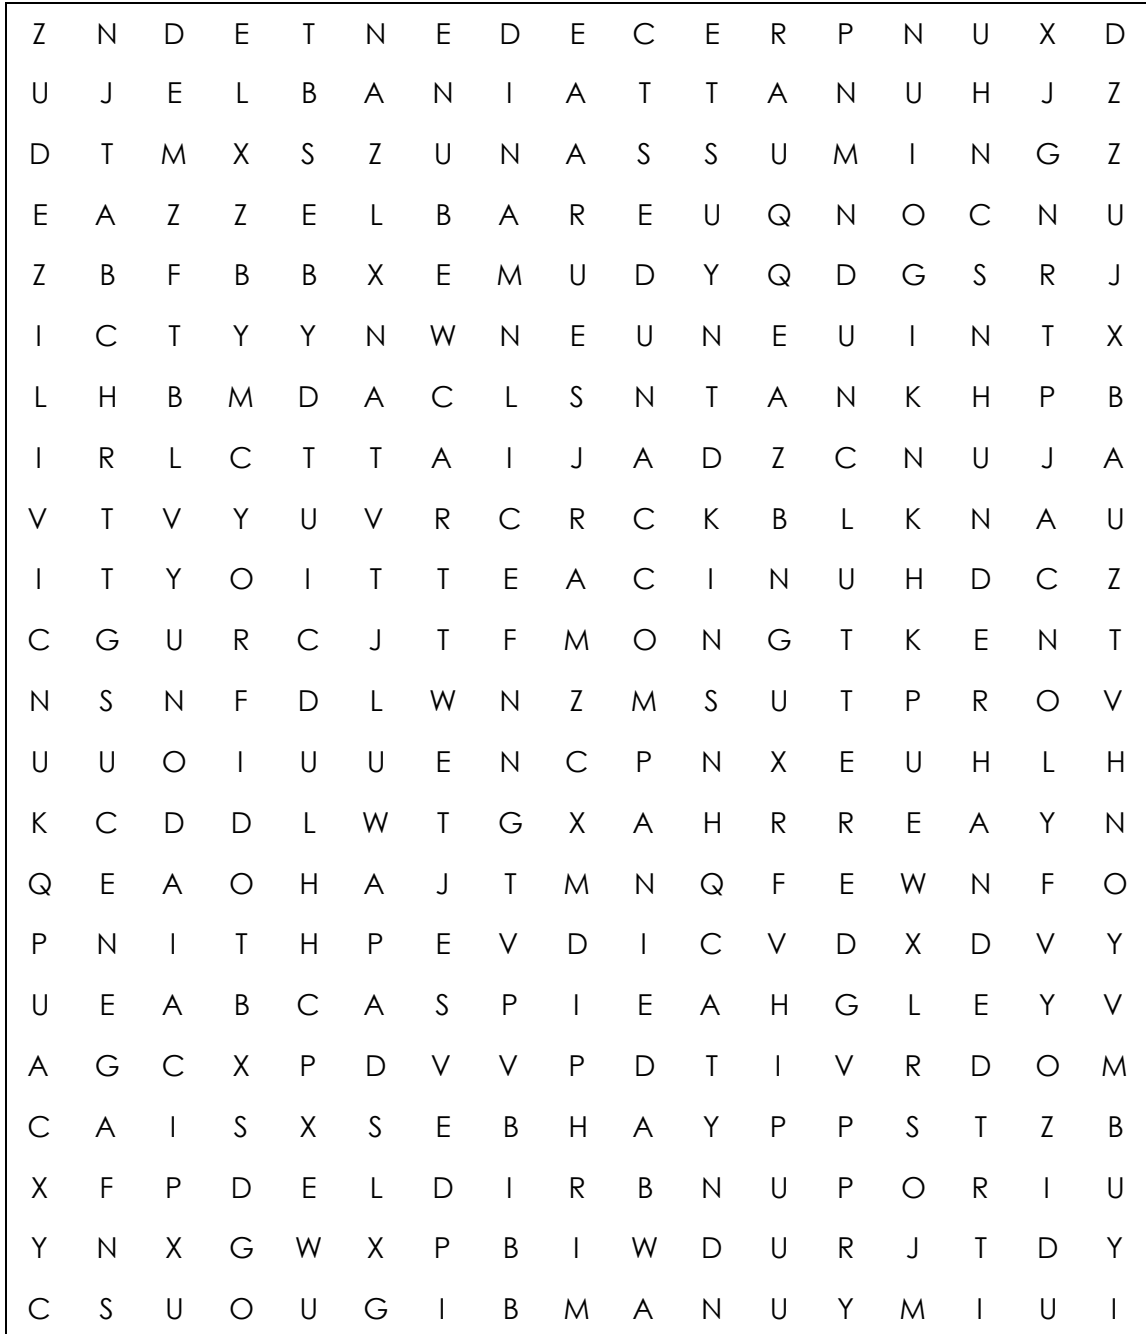 Z N D E T N E D E C E R P N U X D
U J E L B A N I A T T A N U H J Z
D T M X S Z U N A S S U M I N G Z
E A Z Z E L B A R E U Q N O C N U
Z B F B B X E M U D Y Q D G S R J
I C T Y Y N W N E U N E U I N T X
L H B M D A C L S N T A N K H P B
I R L C T T A I J A D Z C N U J A
V T V Y U V R C R C K B L K N A U
I T Y O I T T E A C I N U H D C Z
C G U R C J T F M O N G T K E N T
N S N F D L W N Z M S U T P R O V
U U O I U U E N C P N X E U H L H
K C D D L W T G X A H R R E A Y N
Q E A O H A J T M N Q F E W N F O
P N I T H P E V D I C V D X D V Y
U E A B C A S P I E A H G L E Y V
A G C X P D V V P D T I V R D O M
C A I S X S E B H A Y P P S T Z B
X F P D E L D I R B N U P O R I U
Y N X G W X P B I W D U R J T D Y
C S U O U G I B M A N U Y M I U I